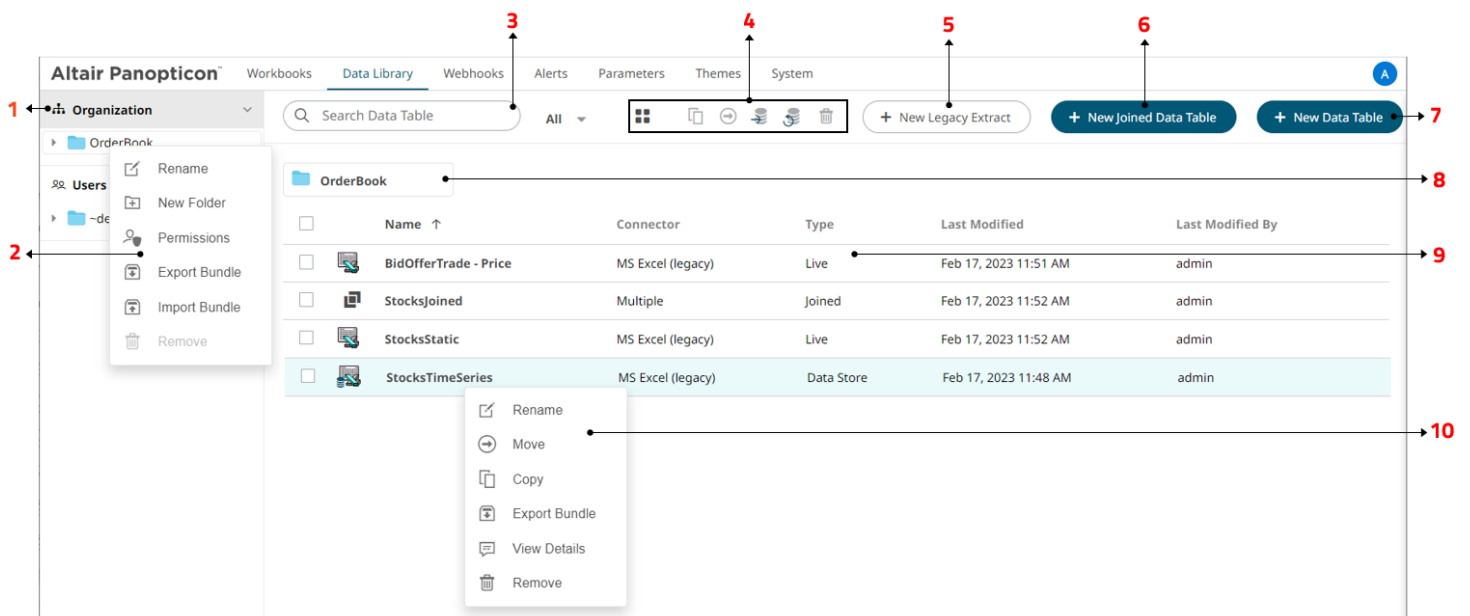 3
4
5
6
Altair Panopticon™ Workbooks Data Library Webhooks Alerts Parameters Themes System A
1 Organization
Search Data Table All + New Legacy Extract + New Joined Data Table + New Data Table 7
OrderBook
Users
~de
2
Rename
New Folder
Permissions
Export Bundle
Import Bundle
Remove
OrderBook 8
Name ↑ Connector Type Last Modified Last Modified By
BidOfferTrade - Price MS Excel (legacy) Live Feb 17, 2023 11:51 AM admin 9
StocksJoined Multiple Joined Feb 17, 2023 11:52 AM admin
StocksStatic MS Excel (legacy) Live Feb 17, 2023 11:52 AM admin
StocksTimeSeries MS Excel (legacy) Data Store Feb 17, 2023 11:48 AM admin
Rename
Move 10
Copy
Export Bundle
View Details
Remove